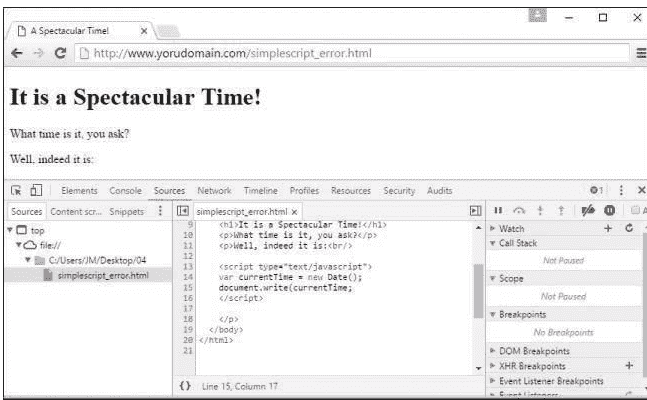 A Spectacular Time!
http://www.yorudomain.com/simplescript_error.html
It is a Spectacular Time!
What time is it, you ask?
Well, indeed it is:
Elements Console Sources Network Timeline Profiles Resources Security Audits 1
Sources Content scr... Snippets simplescript_error.html ×
top
file://
C:/Users/JM/Desktop/04
simplescript_error.html
9 <h1>It is a Spectacular Time!</h1>
10 <p>What time is it, you ask?</p>
11 <p>Well, indeed it is:<br/>
12
13 <script type="text/javascript">
14 var currentTime = new Date();
15 document.write(currentTime;
16 </script>
17
18 </p>
19 </body>
20 </html>
21
{ } Line 15, Column 17
Watch
Call Stack
Not Paused
Scope
Not Paused
Breakpoints
No Breakpoints
DOM Breakpoints
XHR Breakpoints
Event Listener Breakpoints
Event Listeners